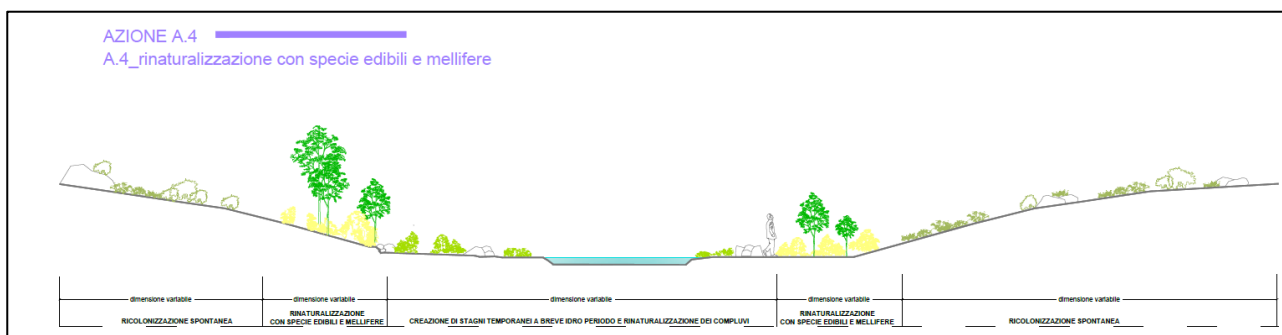 AZIONE A.4
A.4_rinaturalizzazione con specie edibili e mellifere
dimensione variabile
dimensione variabile
dimensione variabile
dimensione variabile
dimensione variabile
RICOLONIZZAZIONE SPONTANEA
RINATURALIZZAZIONE
CON SPECIE EDIBILI E MELLIFERE
CREAZIONE DI STAGNI TEMPORANEI A BREVE IDRO PERIODO E RINATURALIZZAZIONE DEI COMPLUVI
RINATURALIZZAZIONE
CON SPECIE EDIBILI E MELLIFERE
RICOLONIZZAZIONE SPONTANEA